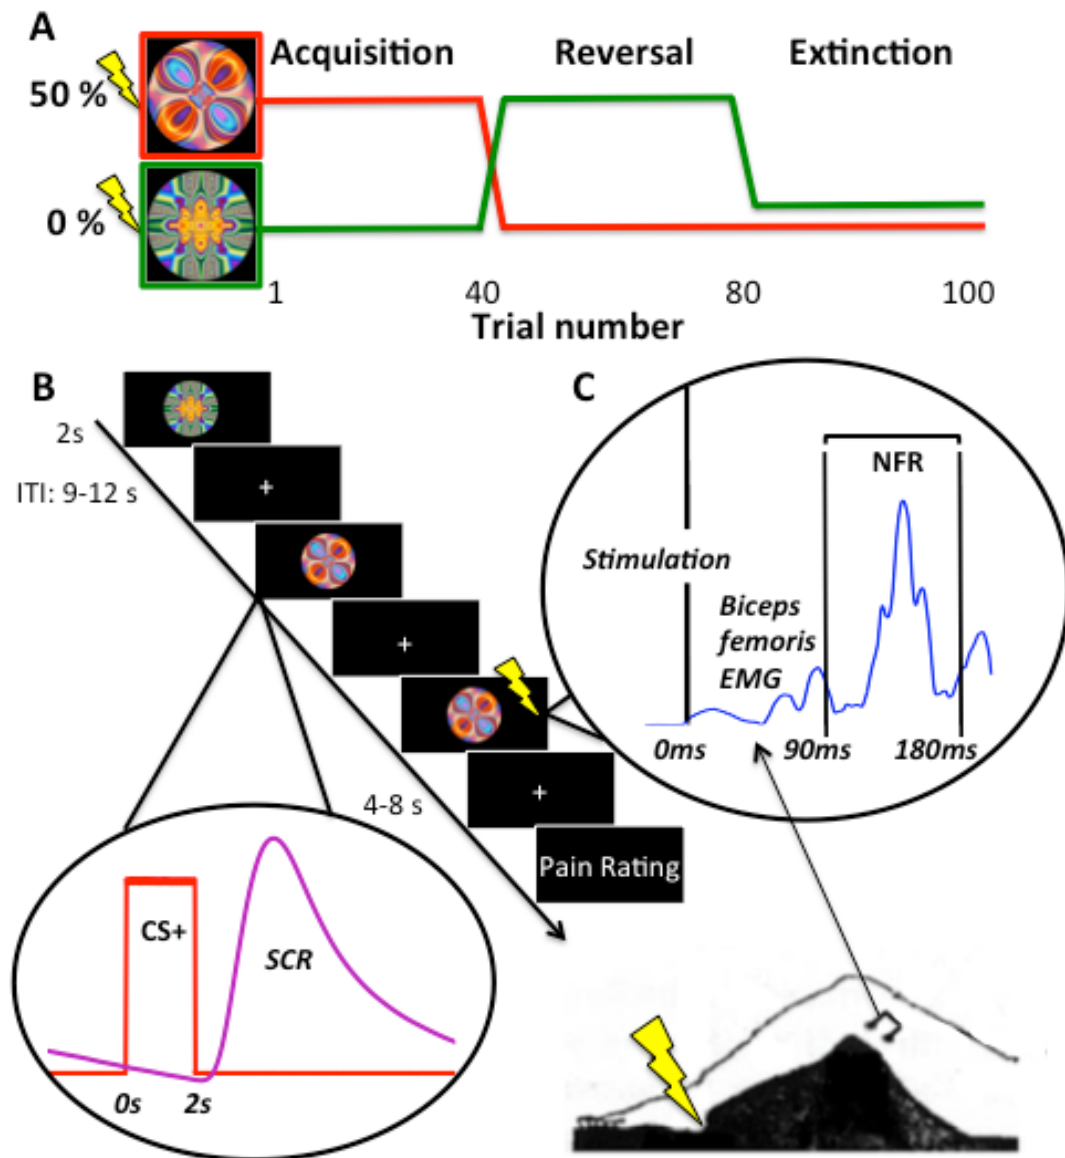 A
Acquisition
Reversal
Extinction
50 %
0 %
1
40
80
100
Trial number
B
2s
ITI: 9-12 s
+
+
+
4-8 s
Pain Rating
CS+
SCR
0s
2s
C
NFR
Stimulation
Biceps
femoris
EMG
0ms
90ms
180ms